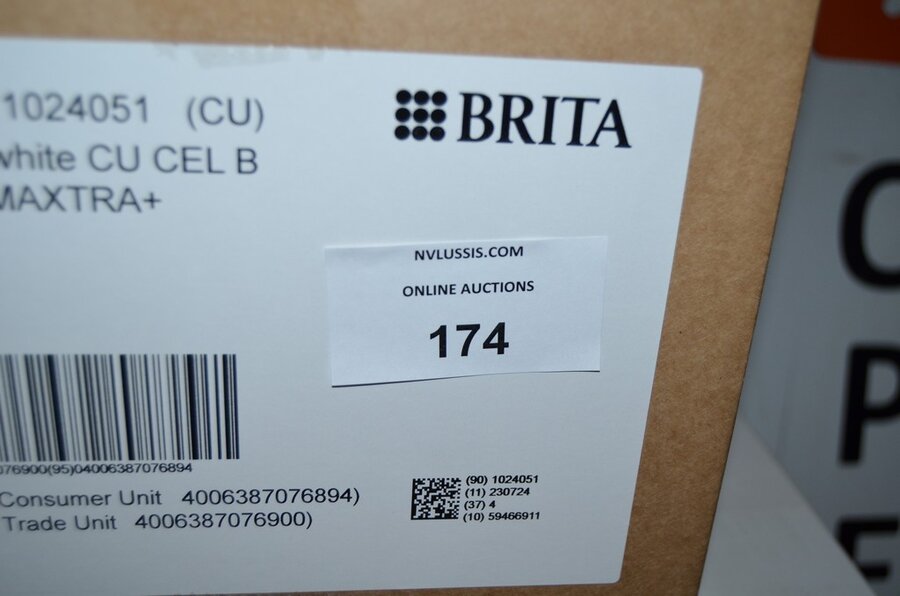 1024051 (CU)
white CU CEL B
MAXTRA+
BRITA
NVLUSSIS.COM
ONLINE AUCTIONS
174
076900(95)04006387076894
Consumer Unit 4006387076894)
Trade Unit 4006387076900)
(90) 1024051
(11) 230724
(37) 4
(10) 59466911
O
P
E